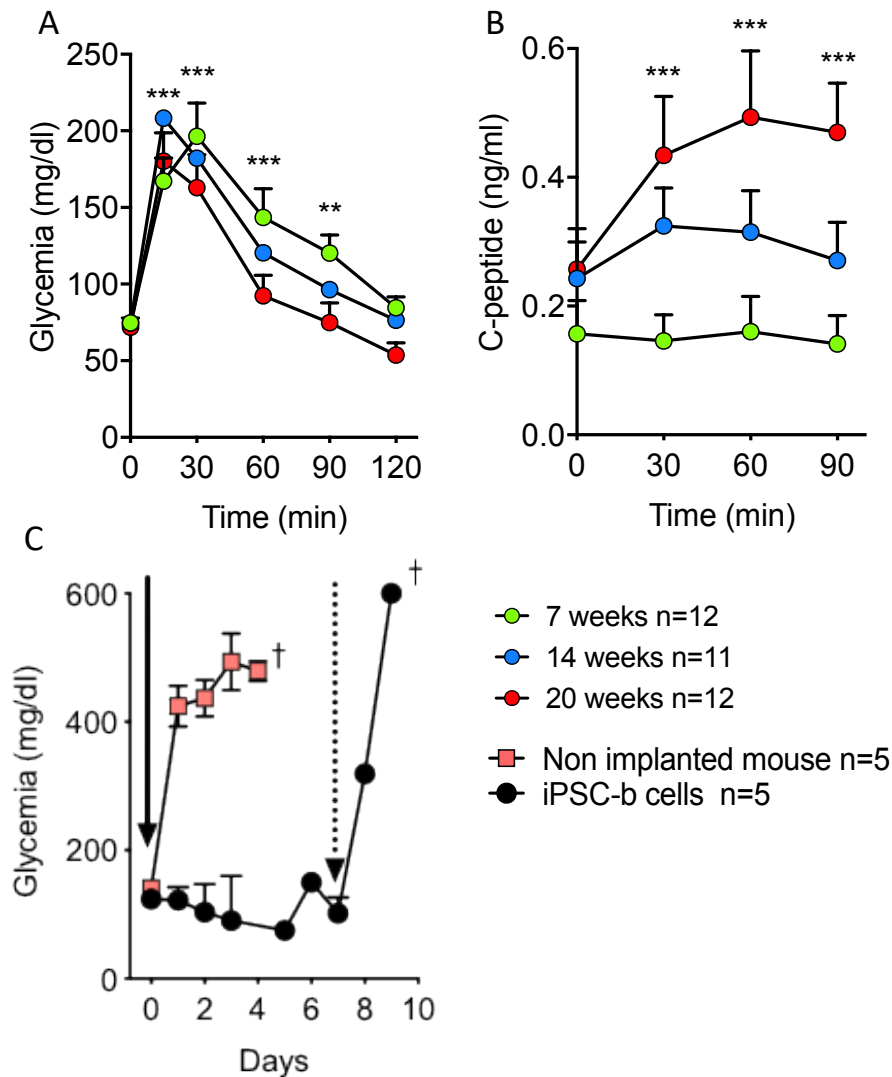 A
250
200
150
100
50
0
Glycemia (mg/dl)
***
***
***
**
0 30 60 90 120
Time (min)
B
0.6
0.4
0.2
0.0
C-peptide (ng/ml)
***
***
***
0 30 60 90
Time (min)
C
600
400
200
0
Glycemia (mg/dl)
†
†
0 2 4 6 8 10
Days
7 weeks n=12
14 weeks n=11
20 weeks n=12
Non implanted mouse n=5
iPSC-b cells n=5